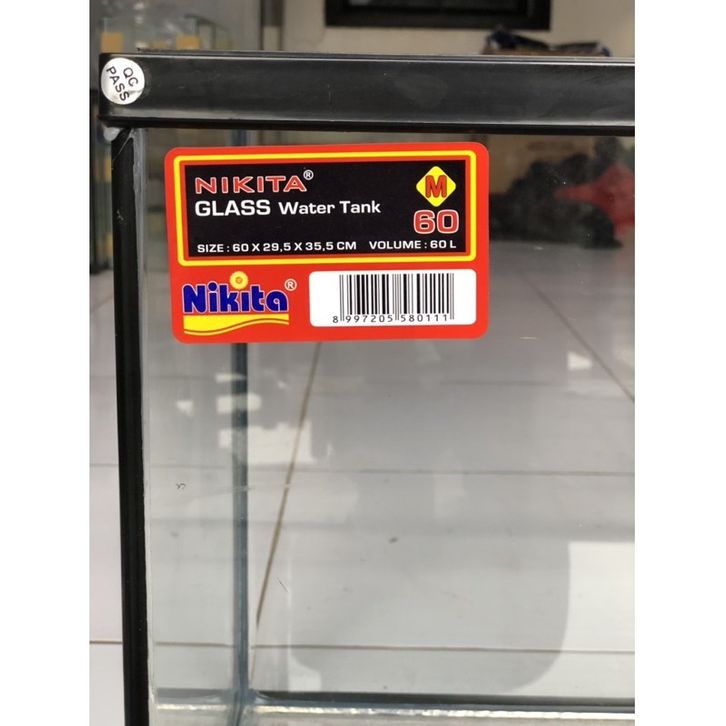 QC
PASS
NIKITA®
M
GLASS Water Tank
60
SIZE : 60 X 29,5 X 35,5 CM VOLUME : 60 L
Nikita®
8 997205 580111